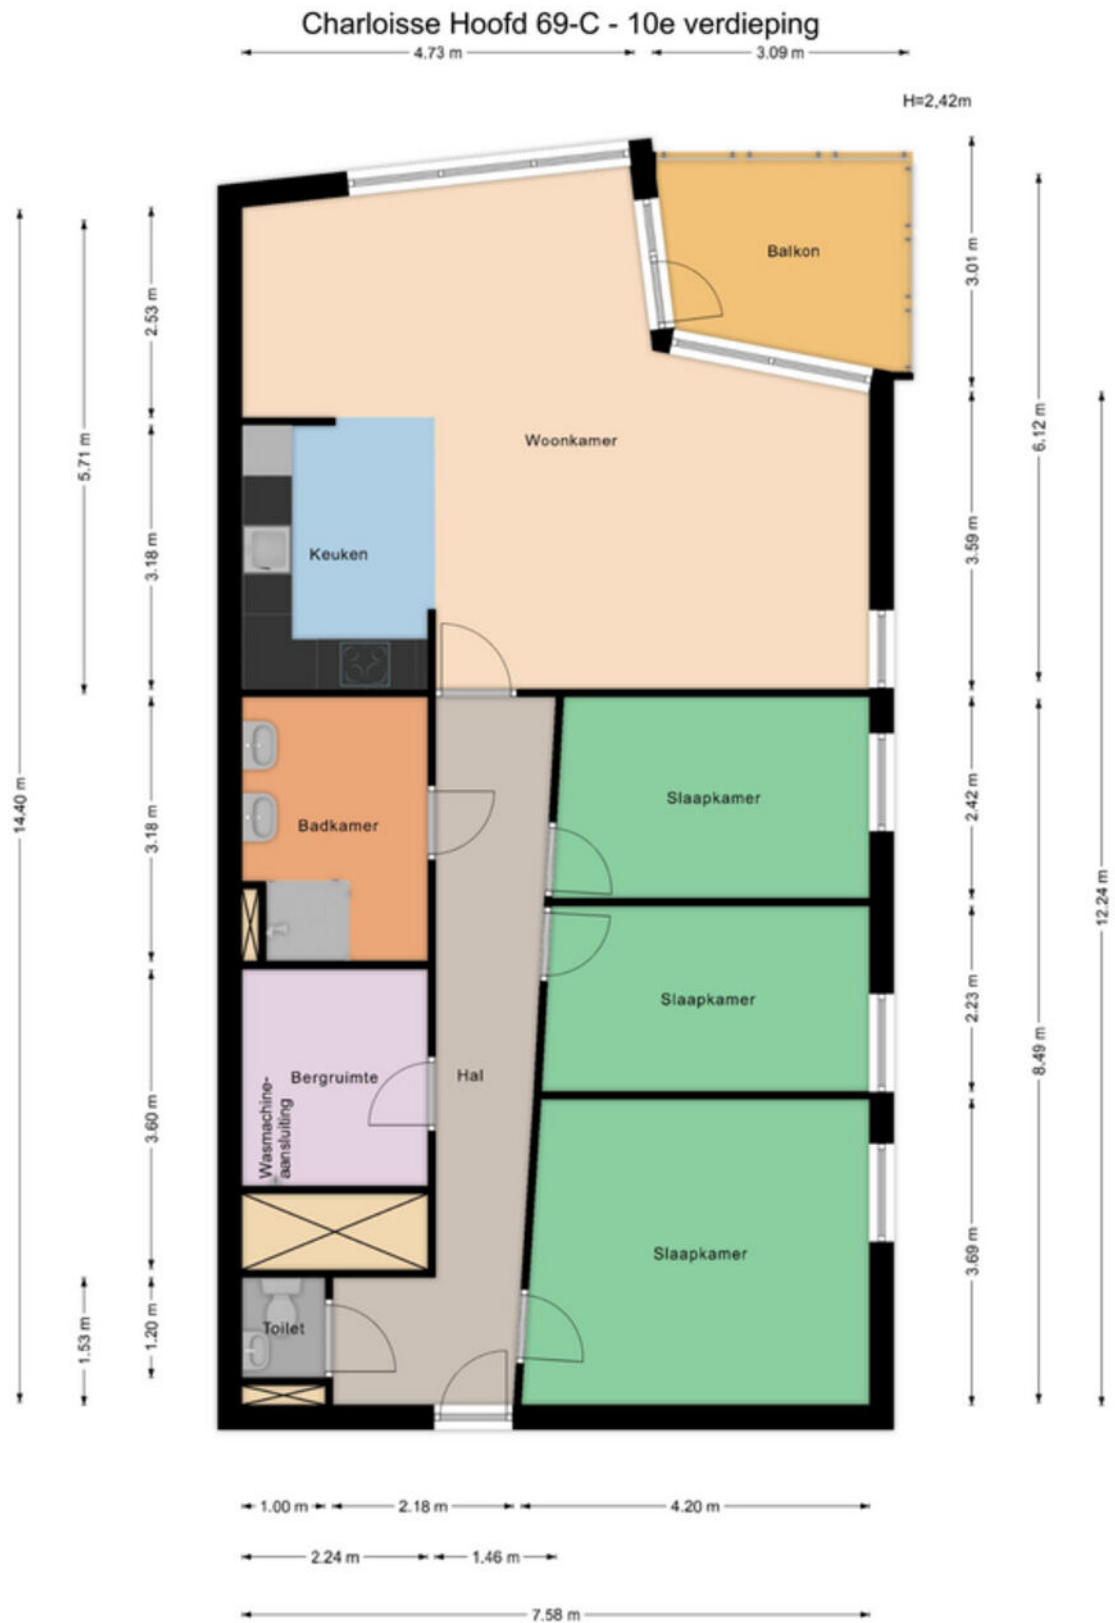 Charloisse Hoofd 69-C - 10e verdieping
4.73 m
3.09 m
H=2,42m
Balkon
3.01 m
2.53 m
6.12 m
5.71 m
Woonkamer
3.18 m
Keuken
3.59 m
14.40 m
3.18 m
Badkamer
Slaapkamer
2.42 m
12.24 m
Slaapkamer
2.23 m
8.49 m
3.60 m
Bergruimte
Hal
Wasmachine-
aansluiting
Slaapkamer
3.69 m
1.53 m
1.20 m
Toilet
1.00 m
2.18 m
4.20 m
2.24 m
1.46 m
7.58 m